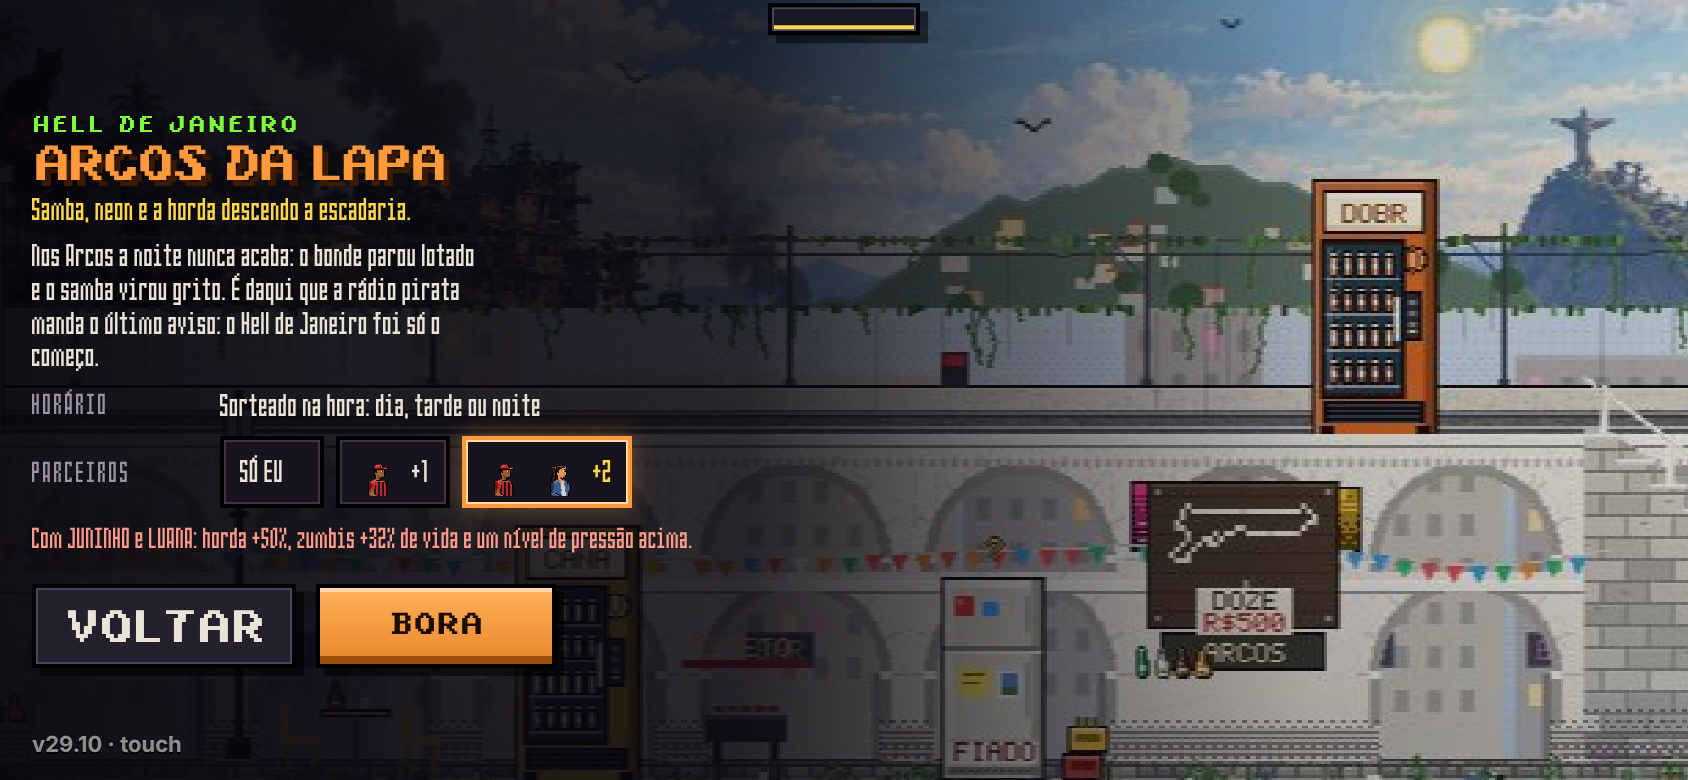 HELL DE JANEIRO
ARCOS DA LAPA
Samba, neon e a horda descendo a escadaria.
Nos Arcos a noite nunca acaba: o bonde parou lotado
e o samba virou grito. É daqui que a rádio pirata
manda o último aviso: o Hell de Janeiro foi só o
começo.
HORÁRIO Sorteado na hora: dia, tarde ou noite
PARCEIROS SÓ EU +1 +2
Com JUNINHO e LUANA: horda +50%, zumbis +32% de vida e um nível de pressão acima.
VOLTAR BORA
v29.10 · touch
DOBR
CANA
DOZE
R$500
ARCOS
FIADO